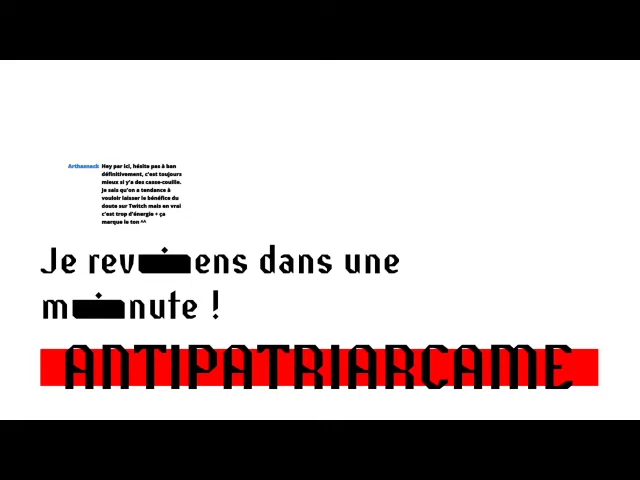 Arthasneck Hey par ici, hésite pas à ban
définitivement, c'est toujours
mieux si y'a des casse-couille.
Je sais qu'on a tendance à
vouloir laisser le bénéfice du
doute sur Twitch mais en vrai
c'est trop d'énergie + ça
marque le ton ^^
Je reviens dans une
minute !
ANTIPATRIARCAME